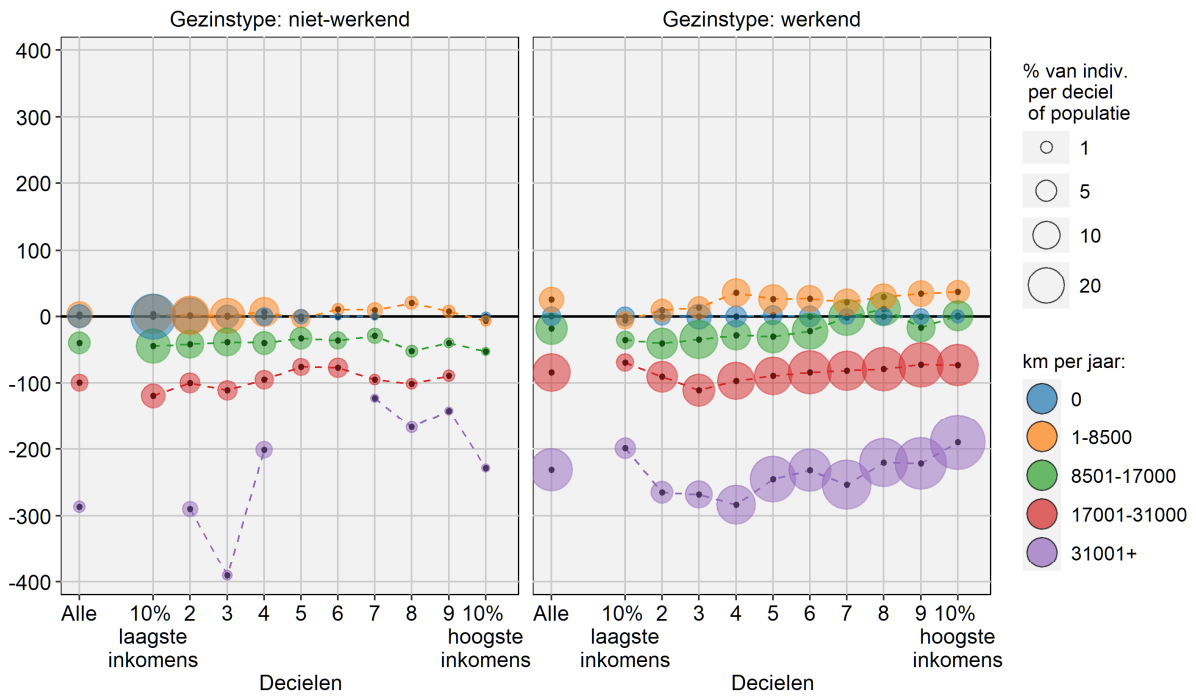 Gezinstype: niet-werkend
Gezinstype: werkend
400
300
200
100
0
-100
-200
-300
-400
Alle
10%
laagste
inkomens
2
3
4
5
6
7
8
9
10%
hoogste
inkomens
Decielen
Alle
10%
laagste
inkomens
2
3
4
5
6
7
8
9
10%
hoogste
inkomens
Decielen
% van indiv.
per deciel
of populatie
1
5
10
20
km per jaar:
0
1-8500
8501-17000
17001-31000
31001+